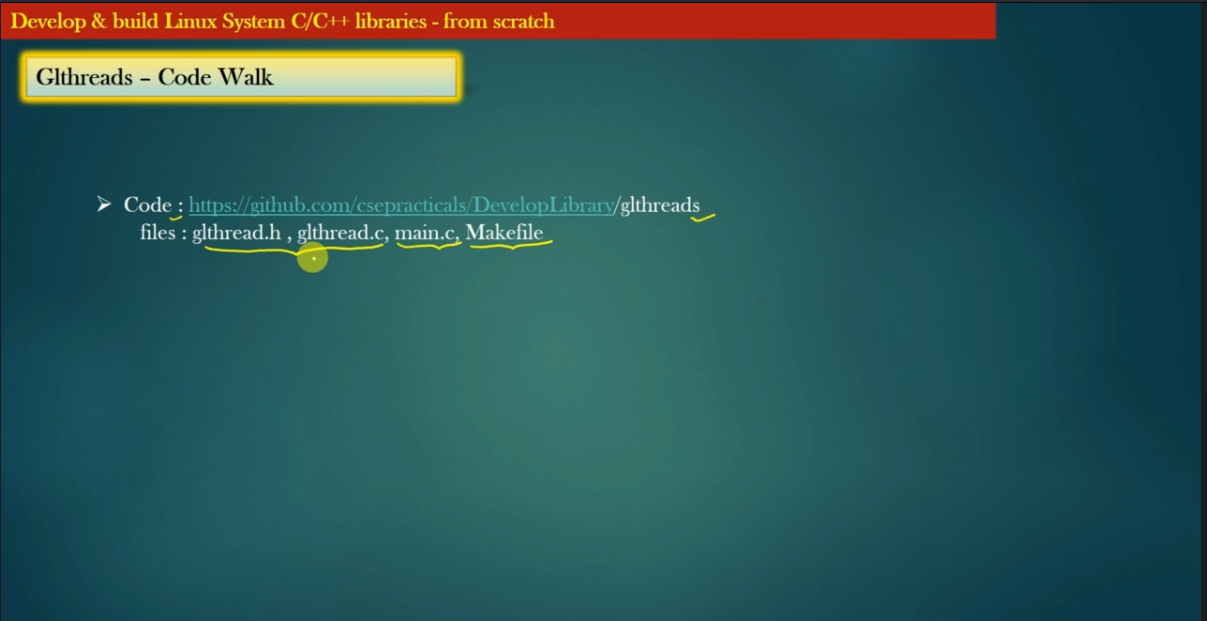 Develop & build Linux System C/C++ libraries - from scratch
Glthreads – Code Walk
➤ Code : https://github.com/csepracticals/DevelopLibrary/glthreads
files : glthread.h , glthread.c, main.c, Makefile